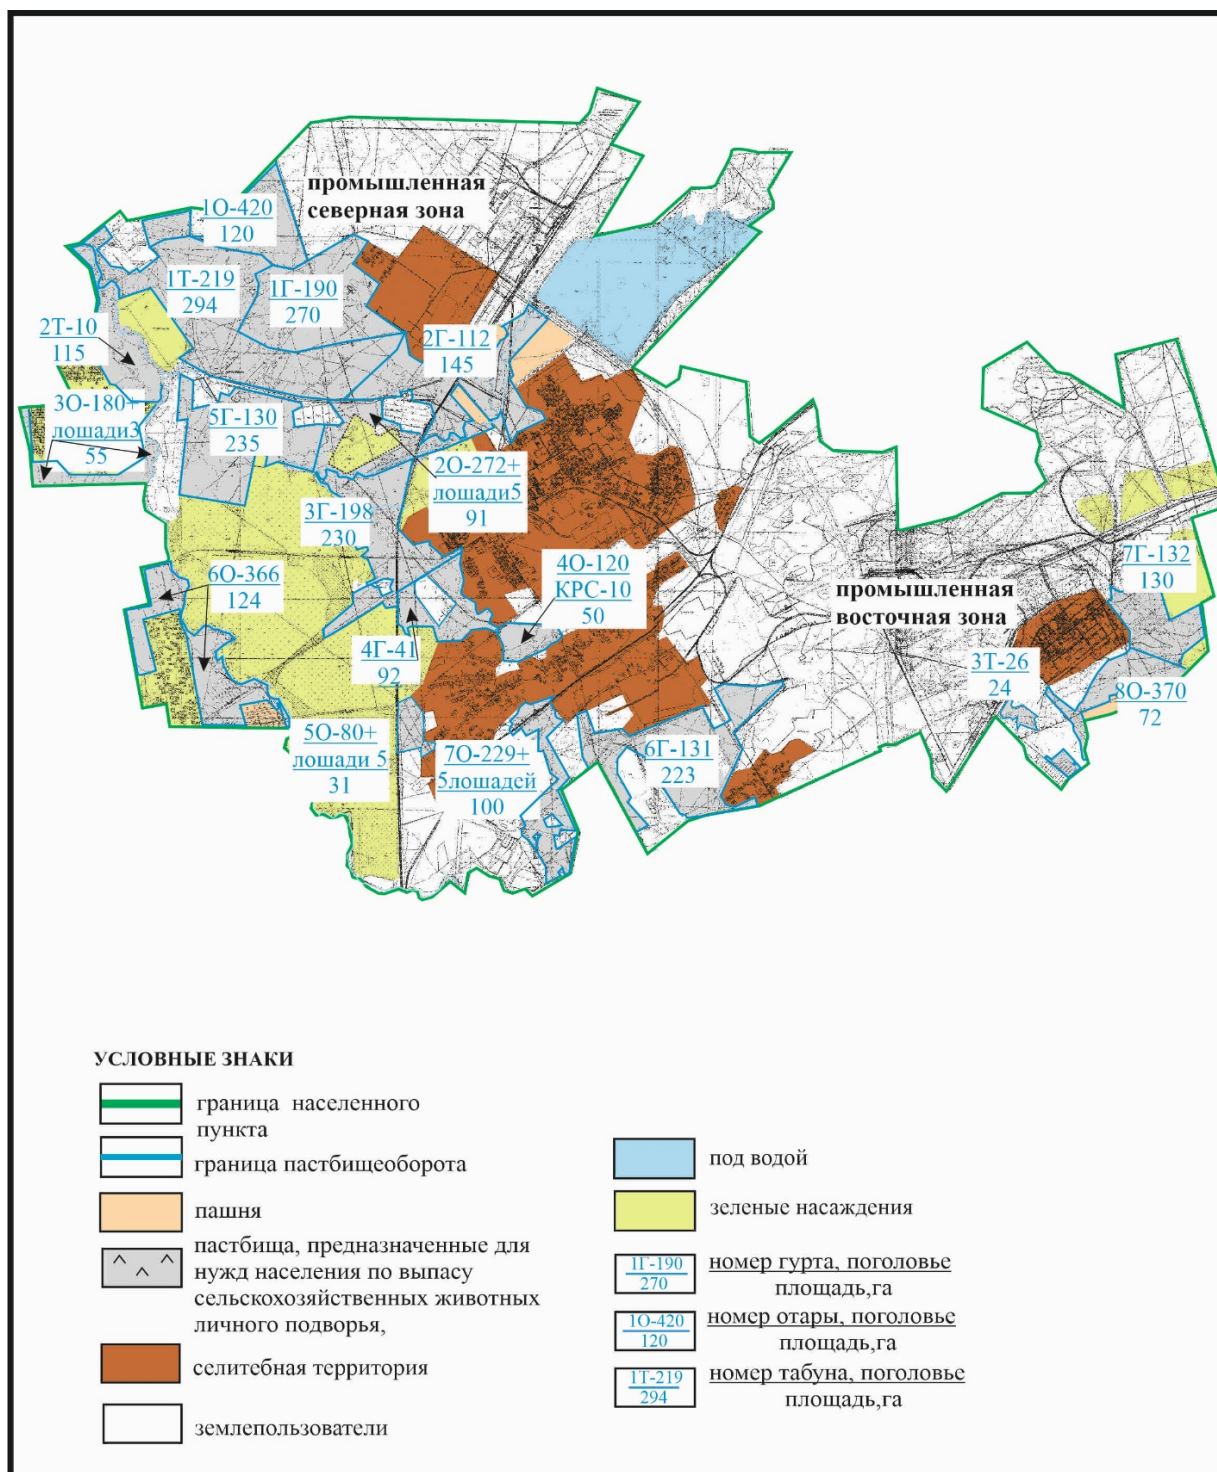 промышленная
северная зона
1О-420
120
1Т-219
294
1Г-190
270
2Т-10
115
2Г-112
145
3О-180+
лошади3
55
5Г-130
235
2О-272+
лошади5
91
3Г-198
230
6О-366
124
4О-120
КРС-10
50
7Г-132
130
промышленная
восточная зона
4Г-41
92
3Т-26
24
8О-370
72
5О-80+
лошади 5
31
7О-229+
5лошадей
100
6Г-131
223
УСЛОВНЫЕ ЗНАКИ
граница населенного
пункта
граница пастбищеоборота
пашня
пастбища, предназначенные для
нужд населения по выпасу
сельскохозяйственных животных
личного подворья,
селитебная территория
землепользователи
под водой
зеленые насаждения
1Г-190
270
номер гурта, поголовье
площадь,га
1О-420
120
номер отары, поголовье
площадь,га
1Т-219
294
номер табуна, поголовье
площадь,га